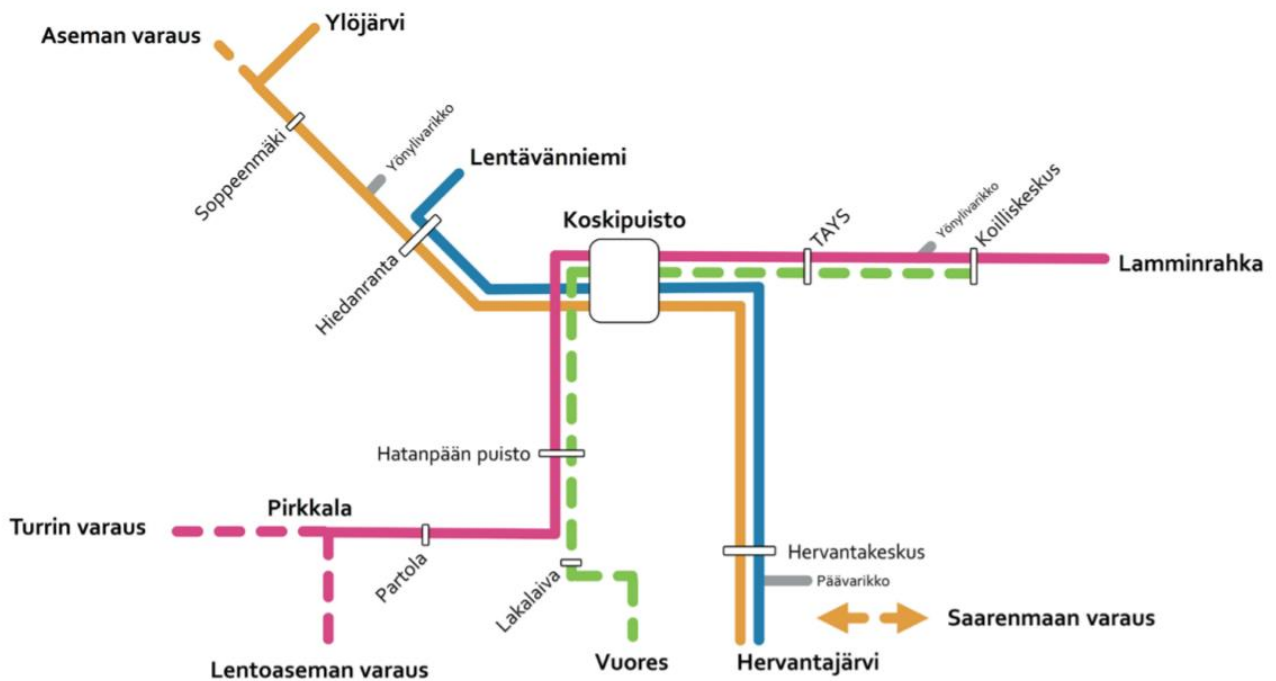 Ylöjärvi
Aseman varaus
Yönylivarikko
Soppeenmäki
Lentävänniemi
Koskipuisto
TAYS
Yönylivarikko
Koilliskeskus
Lamminrahka
Hiedanranta
Hatanpään puisto
Pirkkala
Turrin varaus
Partola
Lakalaiva
Hervantakeskus
Päävarikko
Saarenmaan varaus
Lentoaseman varaus
Vuores
Hervantajärvi